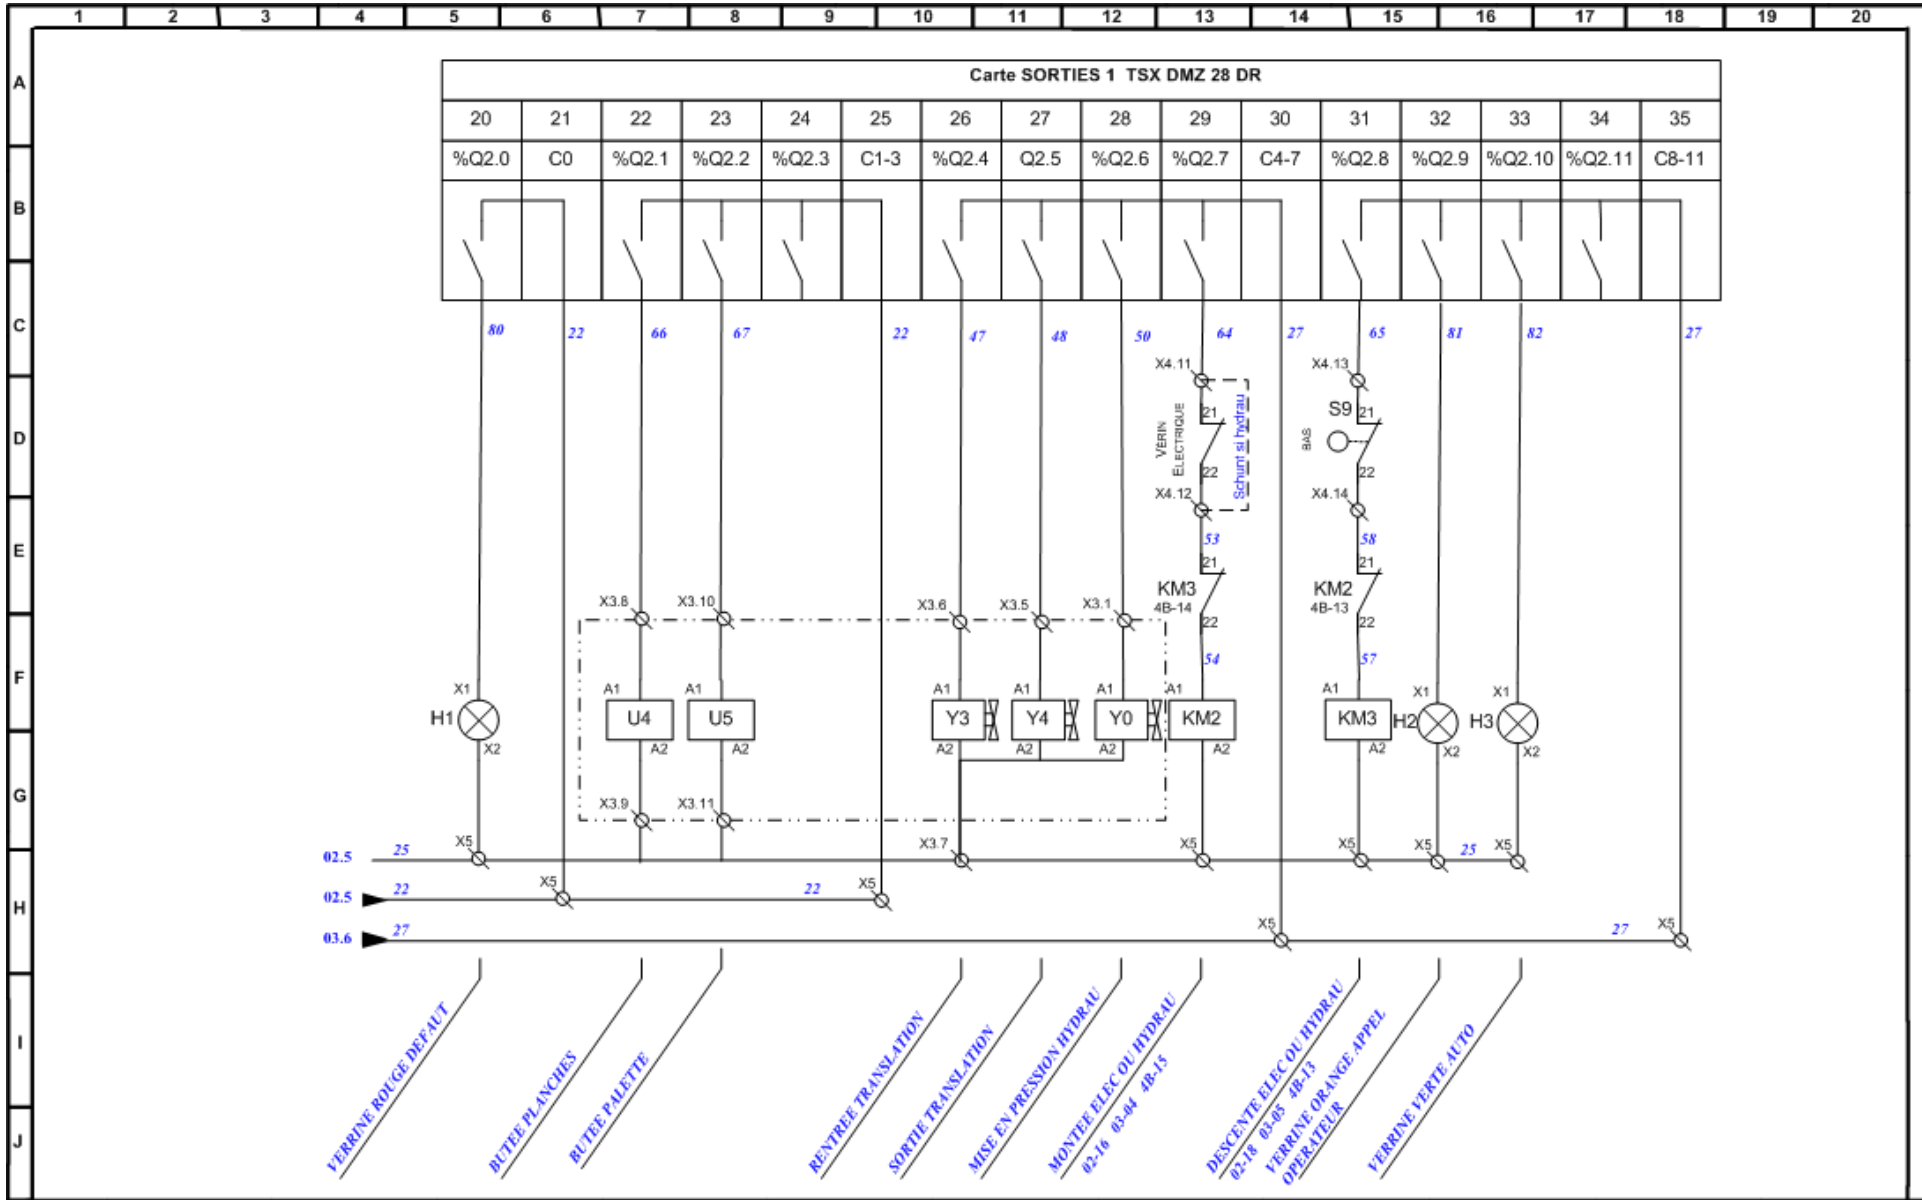 1 2 3 4 5 6 7 8 9 10 11 12 13 14 15 16 17 18 19 20
A
Carte SORTIES 1 TSX DMZ 28 DR
20 21 22 23 24 25 26 27 28 29 30 31 32 33 34 35
%Q2.0 C0 %Q2.1 %Q2.2 %Q2.3 C1-3 %Q2.4 Q2.5 %Q2.6 %Q2.7 C4-7 %Q2.8 %Q2.9 %Q2.10 %Q2.11 C8-11
B
C
80 22 66 67 22 47 48 50 64 27 65 81 82 27
X4.11 X4.13
D
21 S9 21
VERIN
ELECTRIQUE
Schunt si hydrau
BAS
22 22
X4.12 X4.14
E
53 58
21 21
KM3 KM2
4B-14 4B-13
22 22
X3.8 X3.10 X3.6 X3.5 X3.1
F
54 57
X1 A1 A1 A1 A1 A1 A1 A1 X1 X1
H1 U4 U5 Y3 Y4 Y0 KM2 KM3 H2 H3
X2 A2 A2 A2 A2 A2 A2 A2 X2 X2
G
X3.9 X3.11
X5 X3.7 X5 X5 X5 X5
02.5 25 25
H
X5 X5
02.5 22 22
X5 X5
03.6 27 27
I
J
VERRINE ROUGE DEFAUT
BUTEE PLANCHES
BUTEE PALETTE
RENTREE TRANSLATION
SORTIE TRANSLATION
MISE EN PRESSION HYDRAU
MONTEE ELEC OU HYDRAU
02-16 03-04 4B-15
DESCENTE ELEC OU HYDRAU
02-18 03-05 4B-13
VERRINE ORANGE APPEL
OPERATEUR
VERRINE VERTE AUTO